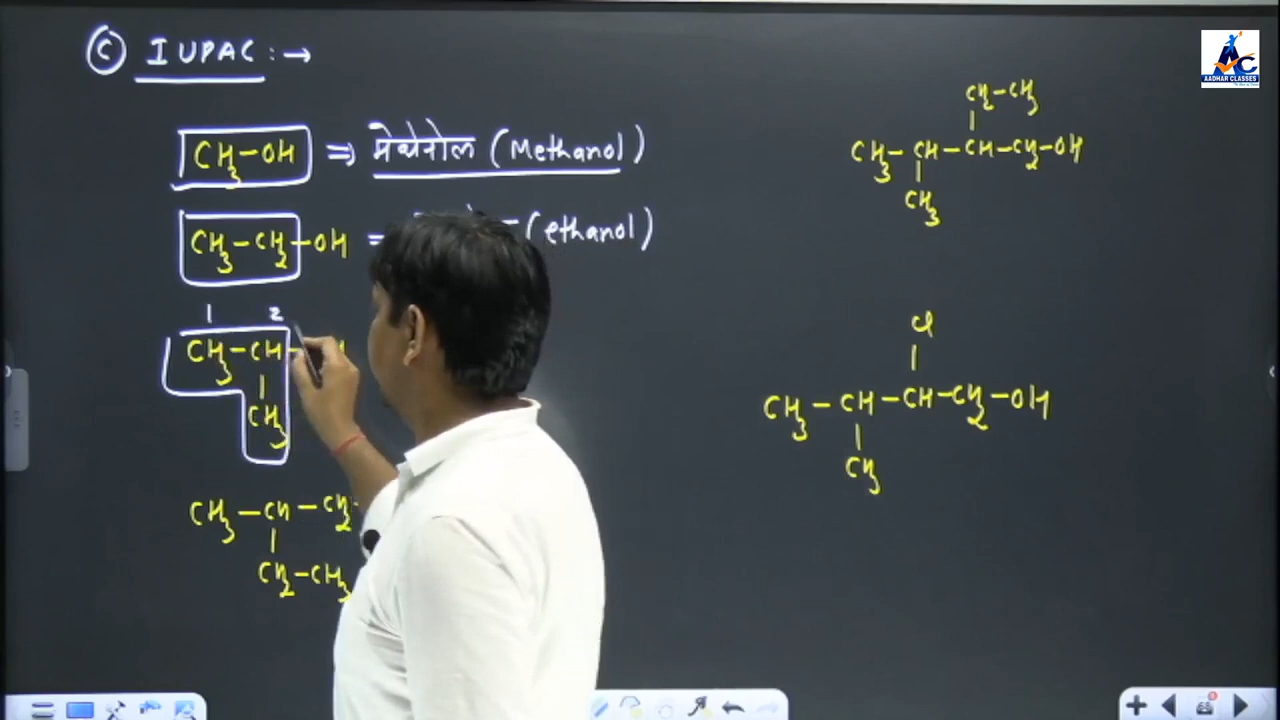 Ⓒ IUPAC :→
CH3-OH ⇒ मेथेनोल (Methanol)
CH3-CH2-OH = (ethanol)
1 2
CH3-CH-
CH3
CH3-CH-CH2-
CH2-CH3
CH2-CH3
CH3-CH-CH-CH2-OH
CH3
Cl
CH3-CH-CH-CH2-OH
CH3
AC
AADHAR CLASSES